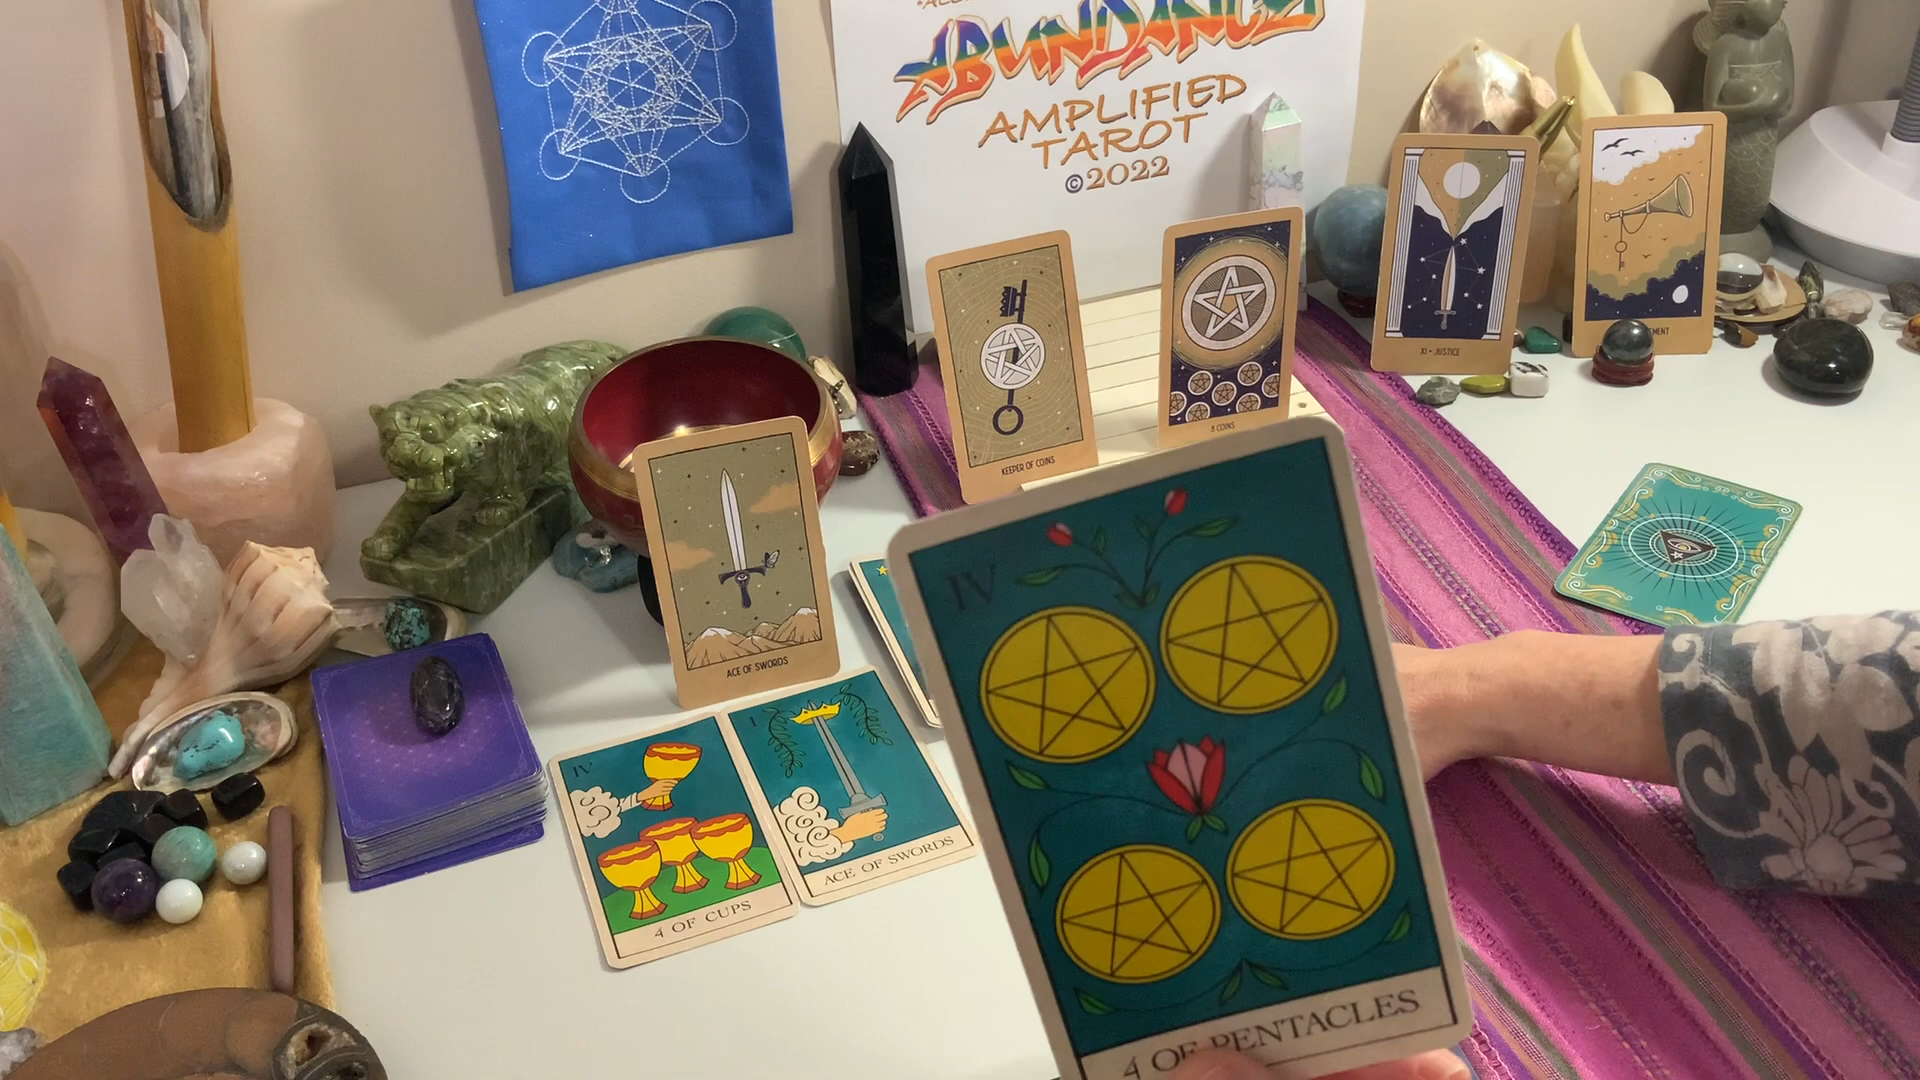 ABUNDANCE
AMPLIFIED
TAROT
©2022
XI • JUSTICE
KEEPER OF COINS
8 COINS
ACE OF SWORDS
IV
4 OF CUPS
I
ACE OF SWORDS
IV
4 OF PENTACLES